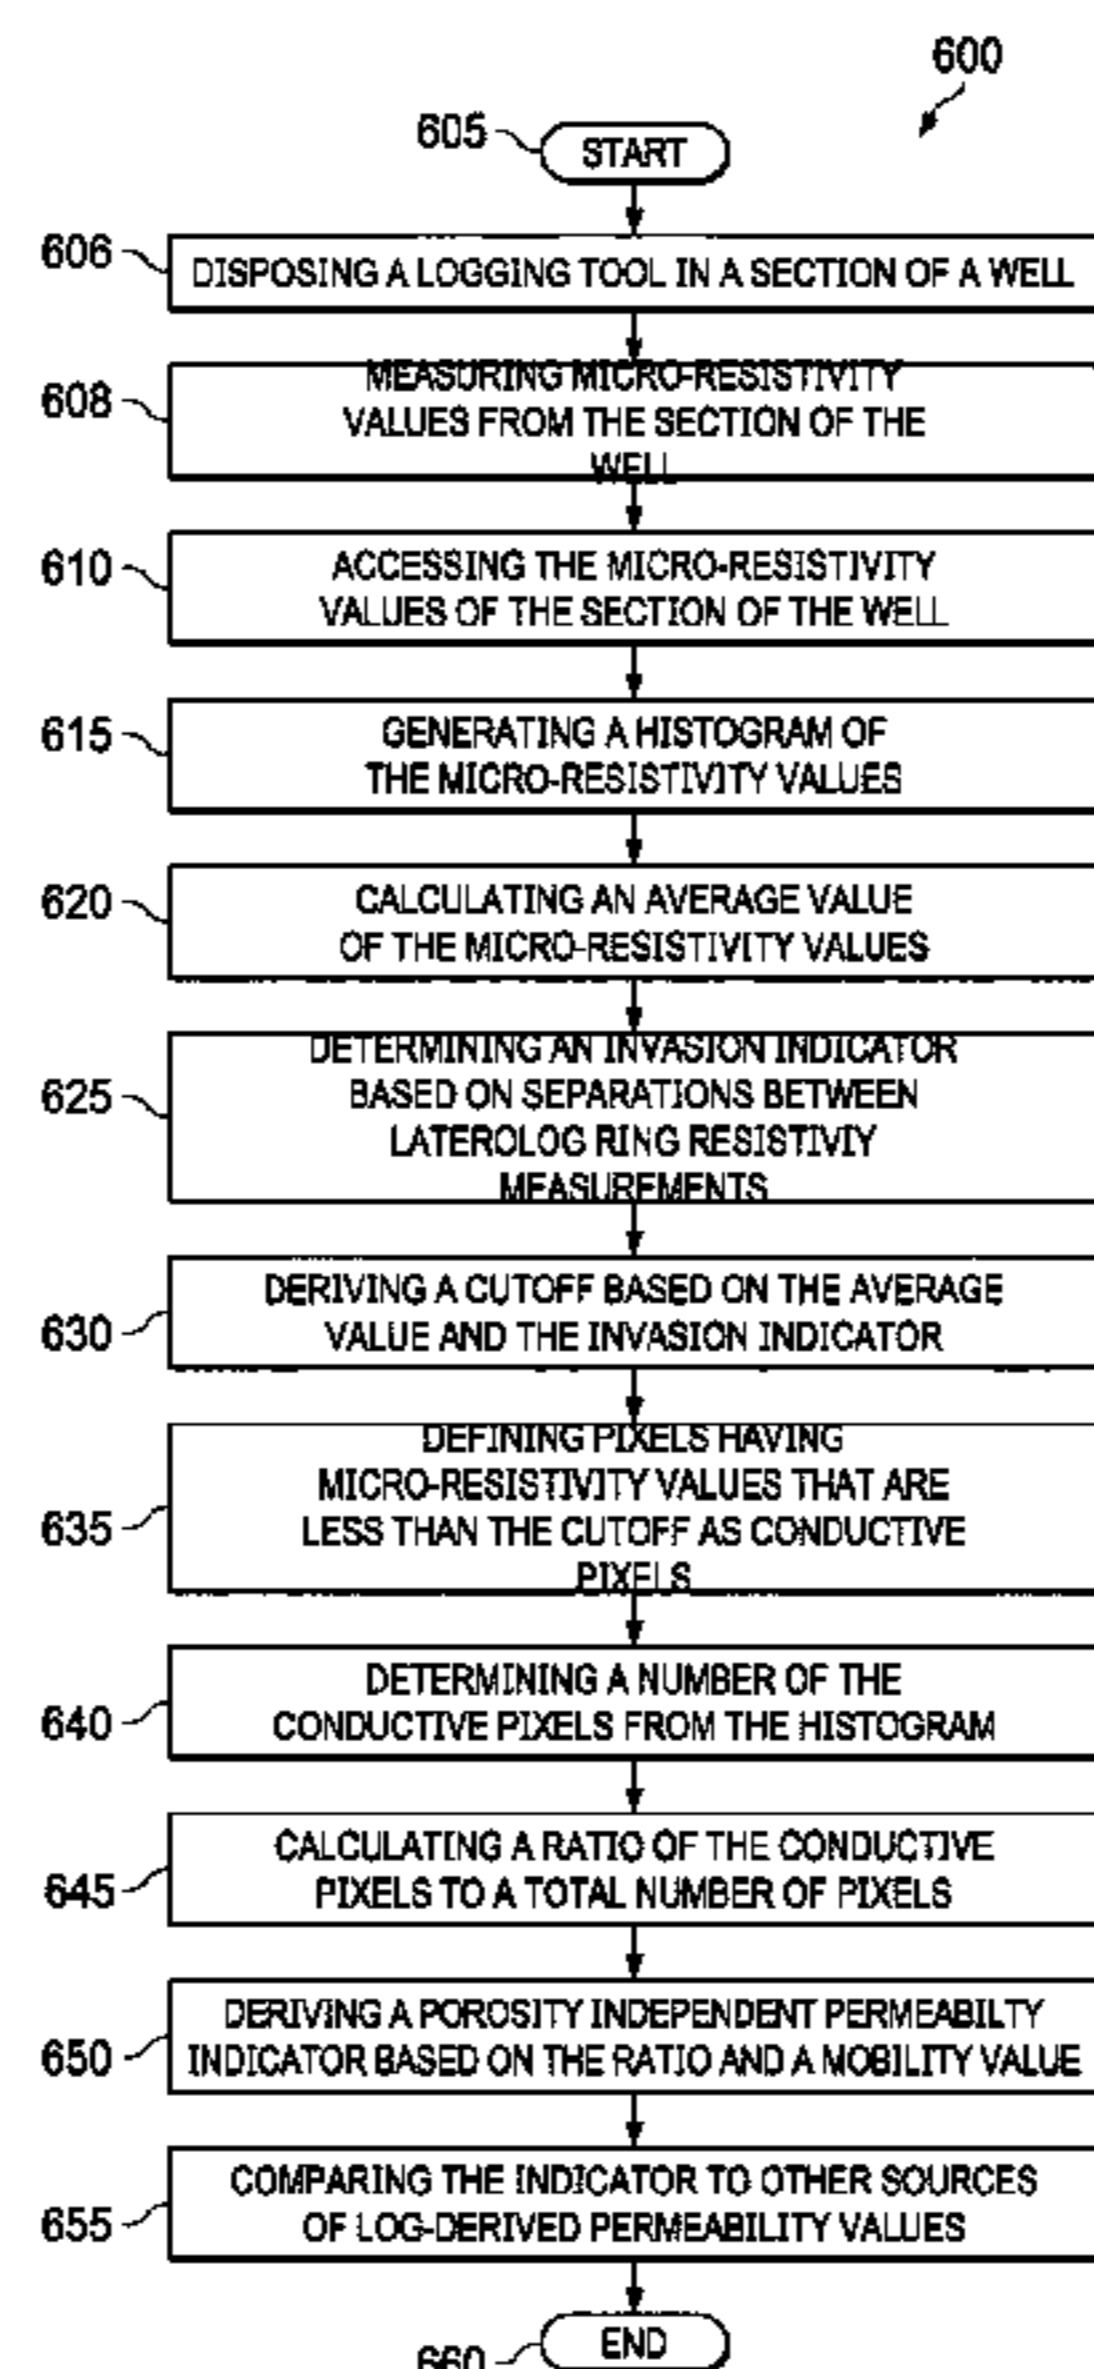 600
605
START
606
DISPOSING A LOGGING TOOL IN A SECTION OF A WELL
608
MEASURING MICRO-RESISTIVITY
VALUES FROM THE SECTION OF THE
WELL
610
ACCESSING THE MICRO-RESISTIVITY
VALUES OF THE SECTION OF THE WELL
615
GENERATING A HISTOGRAM OF
THE MICRO-RESISTIVITY VALUES
620
CALCULATING AN AVERAGE VALUE
OF THE MICRO-RESISTIVITY VALUES
625
DETERMINING AN INVASION INDICATOR
BASED ON SEPARATIONS BETWEEN
LATEROLOG RING RESISTIVIY
MEASUREMENTS
630
DERIVING A CUTOFF BASED ON THE AVERAGE
VALUE AND THE INVASION INDICATOR
635
DEFINING PIXELS HAVING
MICRO-RESISTIVITY VALUES THAT ARE
LESS THAN THE CUTOFF AS CONDUCTIVE
PIXELS
640
DETERMINING A NUMBER OF THE
CONDUCTIVE PIXELS FROM THE HISTOGRAM
645
CALCULATING A RATIO OF THE CONDUCTIVE
PIXELS TO A TOTAL NUMBER OF PIXELS
650
DERIVING A POROSITY INDEPENDENT PERMEABILTY
INDICATOR BASED ON THE RATIO AND A MOBILITY VALUE
655
COMPARING THE INDICATOR TO OTHER SOURCES
OF LOG-DERIVED PERMEABILITY VALUES
660
END